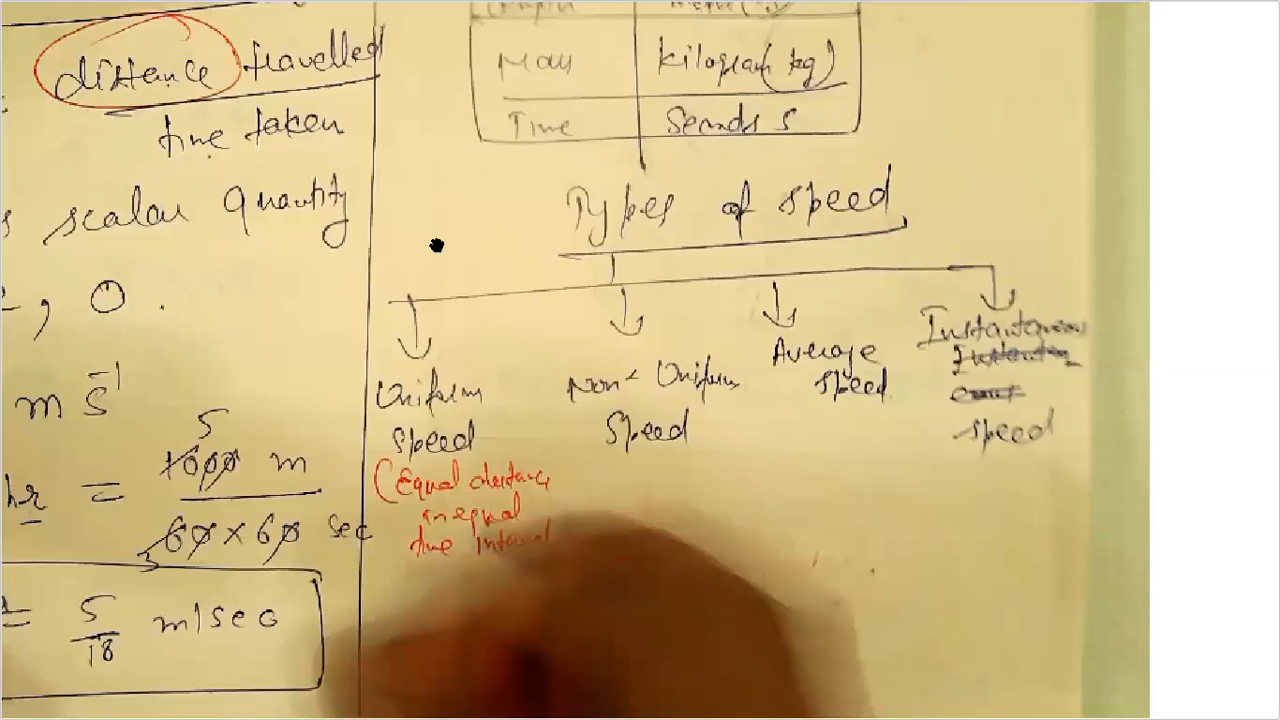 distance travelled
time taken
s scalar quantity
, 0 .
m s⁻¹
5
hr = 1000 m
60 × 60 sec
= 5/18 m/sec
Mass kilogram (kg)
Time Seconds S
Types of speed
Uniform speed
Non-Uniform Speed
Average speed
Instantaneous
speed
(Equal distance
in equal
time interval